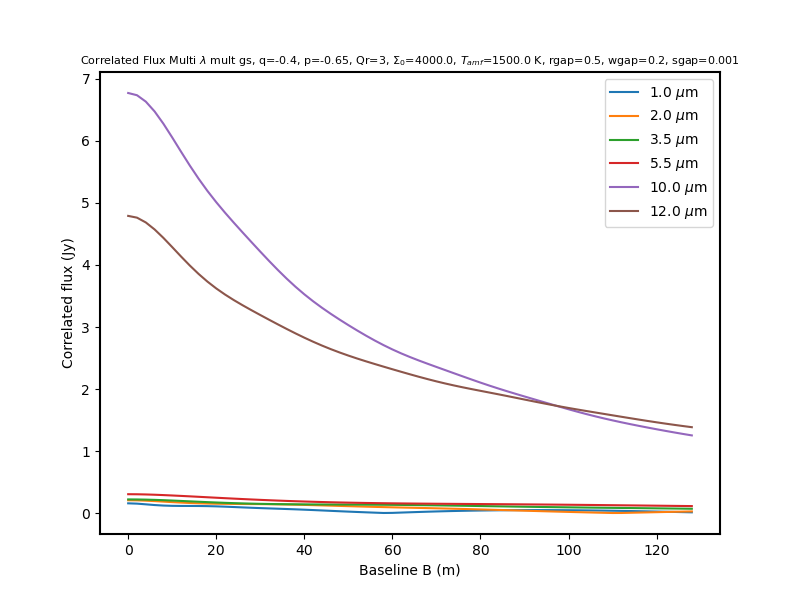 Correlated Flux Multi λ mult gs, q=-0.4, p=-0.65, Qr=3, Σ₀=4000.0, T_amf=1500.0 K, rgap=0.5, wgap=0.2, sgap=0.001
7
6
5
4
3
2
1
0
Correlated flux (Jy)
1.0 μm
2.0 μm
3.5 μm
5.5 μm
10.0 μm
12.0 μm
0 20 40 60 80 100 120
Baseline B (m)